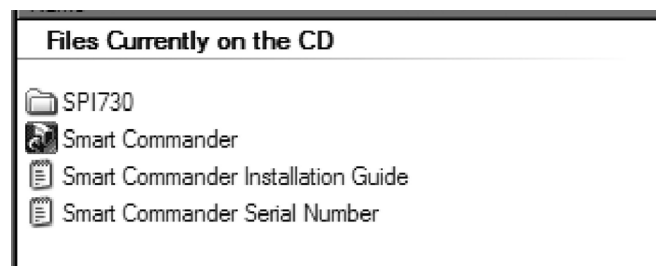 Files Currently on the CD
SPI730
Smart Commander
Smart Commander Installation Guide
Smart Commander Serial Number